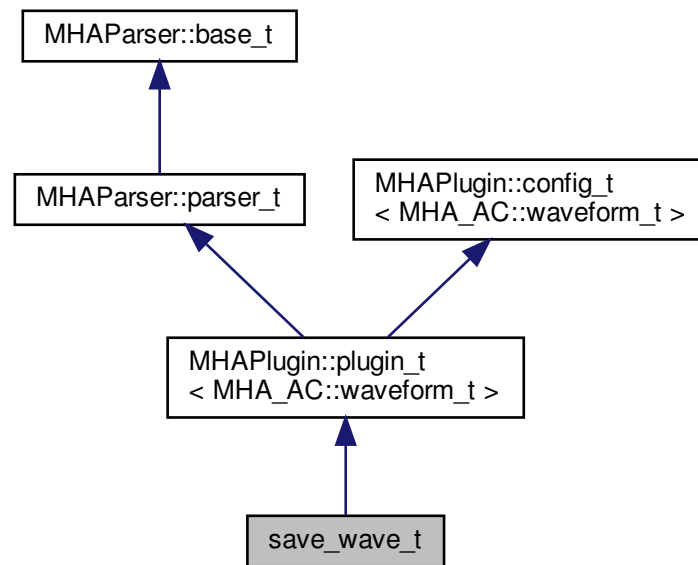 MHAParser::base_t
MHAParser::parser_t
MHAPlugin::config_t
< MHA_AC::waveform_t >
MHAPlugin::plugin_t
< MHA_AC::waveform_t >
save_wave_t